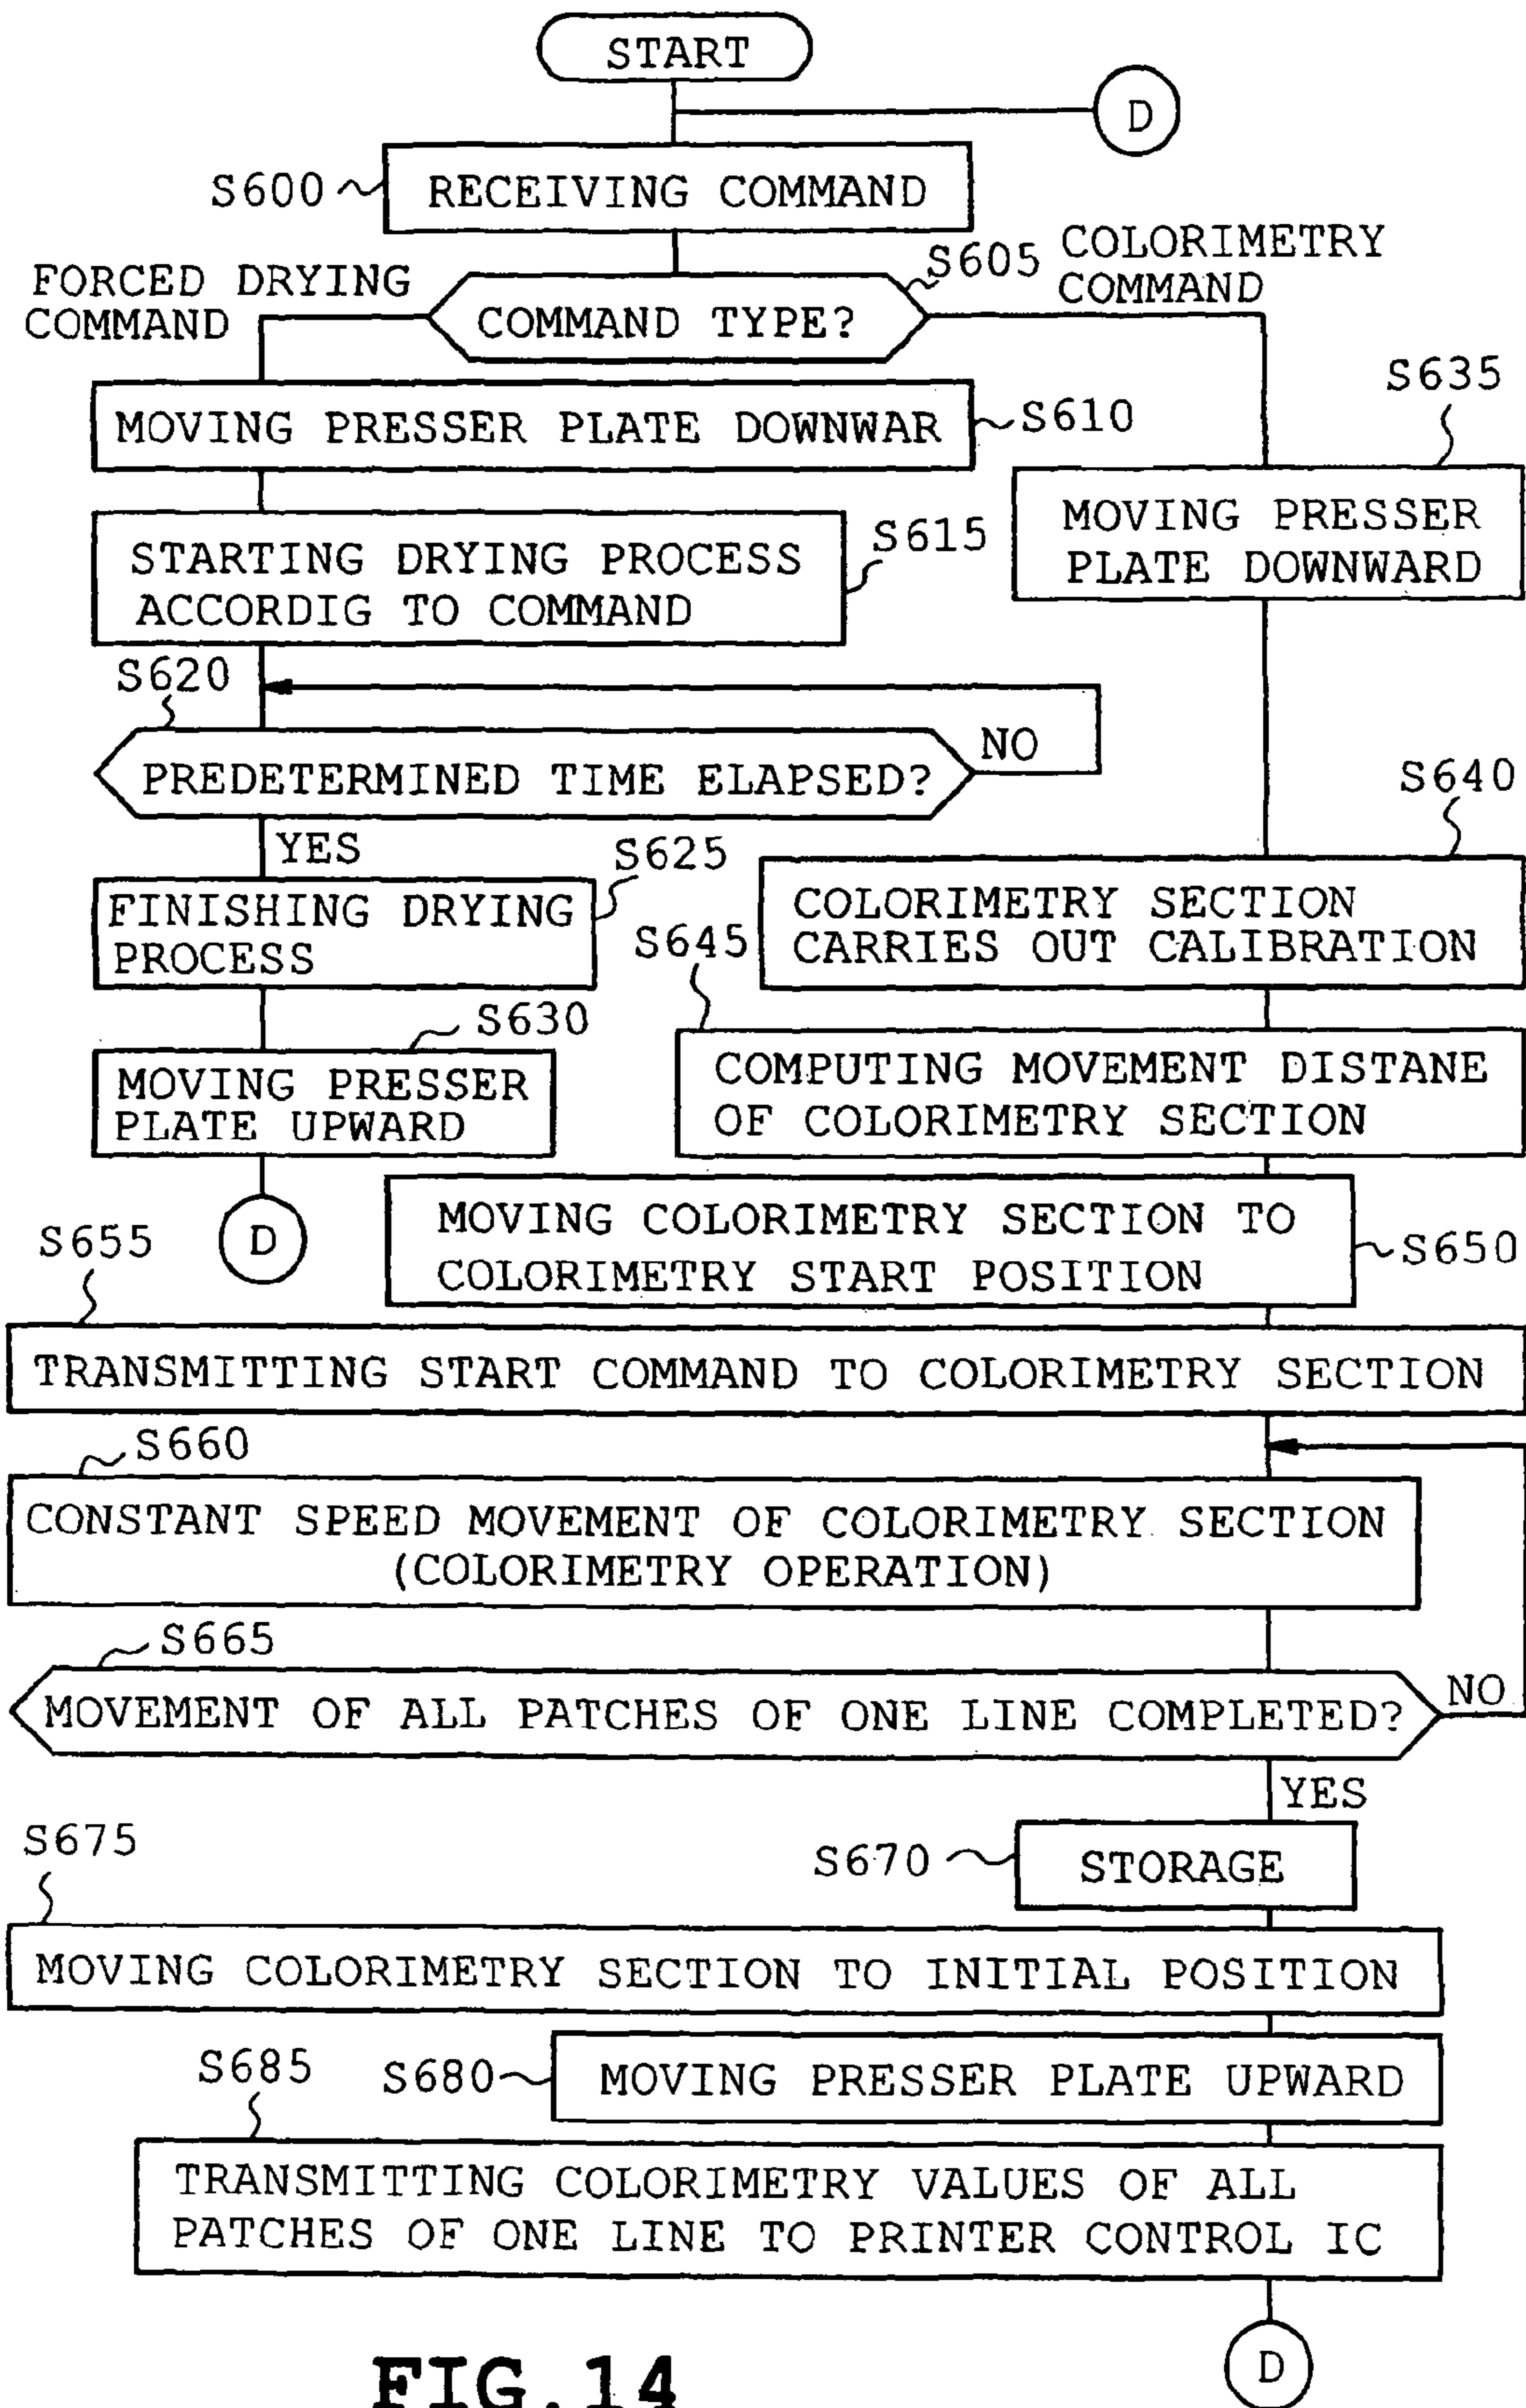 START
D
S600
RECEIVING COMMAND
FORCED DRYING
COMMAND
S605
COLORIMETRY
COMMAND
COMMAND TYPE?
MOVING PRESSER PLATE DOWNWAR
S610
S635
MOVING PRESSER
PLATE DOWNWARD
STARTING DRYING PROCESS
ACCORDIG TO COMMAND
S615
S620
PREDETERMINED TIME ELAPSED?
NO
YES
S625
FINISHING DRYING
PROCESS
S630
MOVING PRESSER
PLATE UPWARD
D
S640
COLORIMETRY SECTION
CARRIES OUT CALIBRATION
S645
COMPUTING MOVEMENT DISTANE
OF COLORIMETRY SECTION
MOVING COLORIMETRY SECTION TO
COLORIMETRY START POSITION
S650
S655
TRANSMITTING START COMMAND TO COLORIMETRY SECTION
S660
CONSTANT SPEED MOVEMENT OF COLORIMETRY SECTION
(COLORIMETRY OPERATION)
S665
MOVEMENT OF ALL PATCHES OF ONE LINE COMPLETED?
NO
YES
S670
STORAGE
S675
MOVING COLORIMETRY SECTION TO INITIAL POSITION
S680
MOVING PRESSER PLATE UPWARD
S685
TRANSMITTING COLORIMETRY VALUES OF ALL
PATCHES OF ONE LINE TO PRINTER CONTROL IC
D
FIG.14